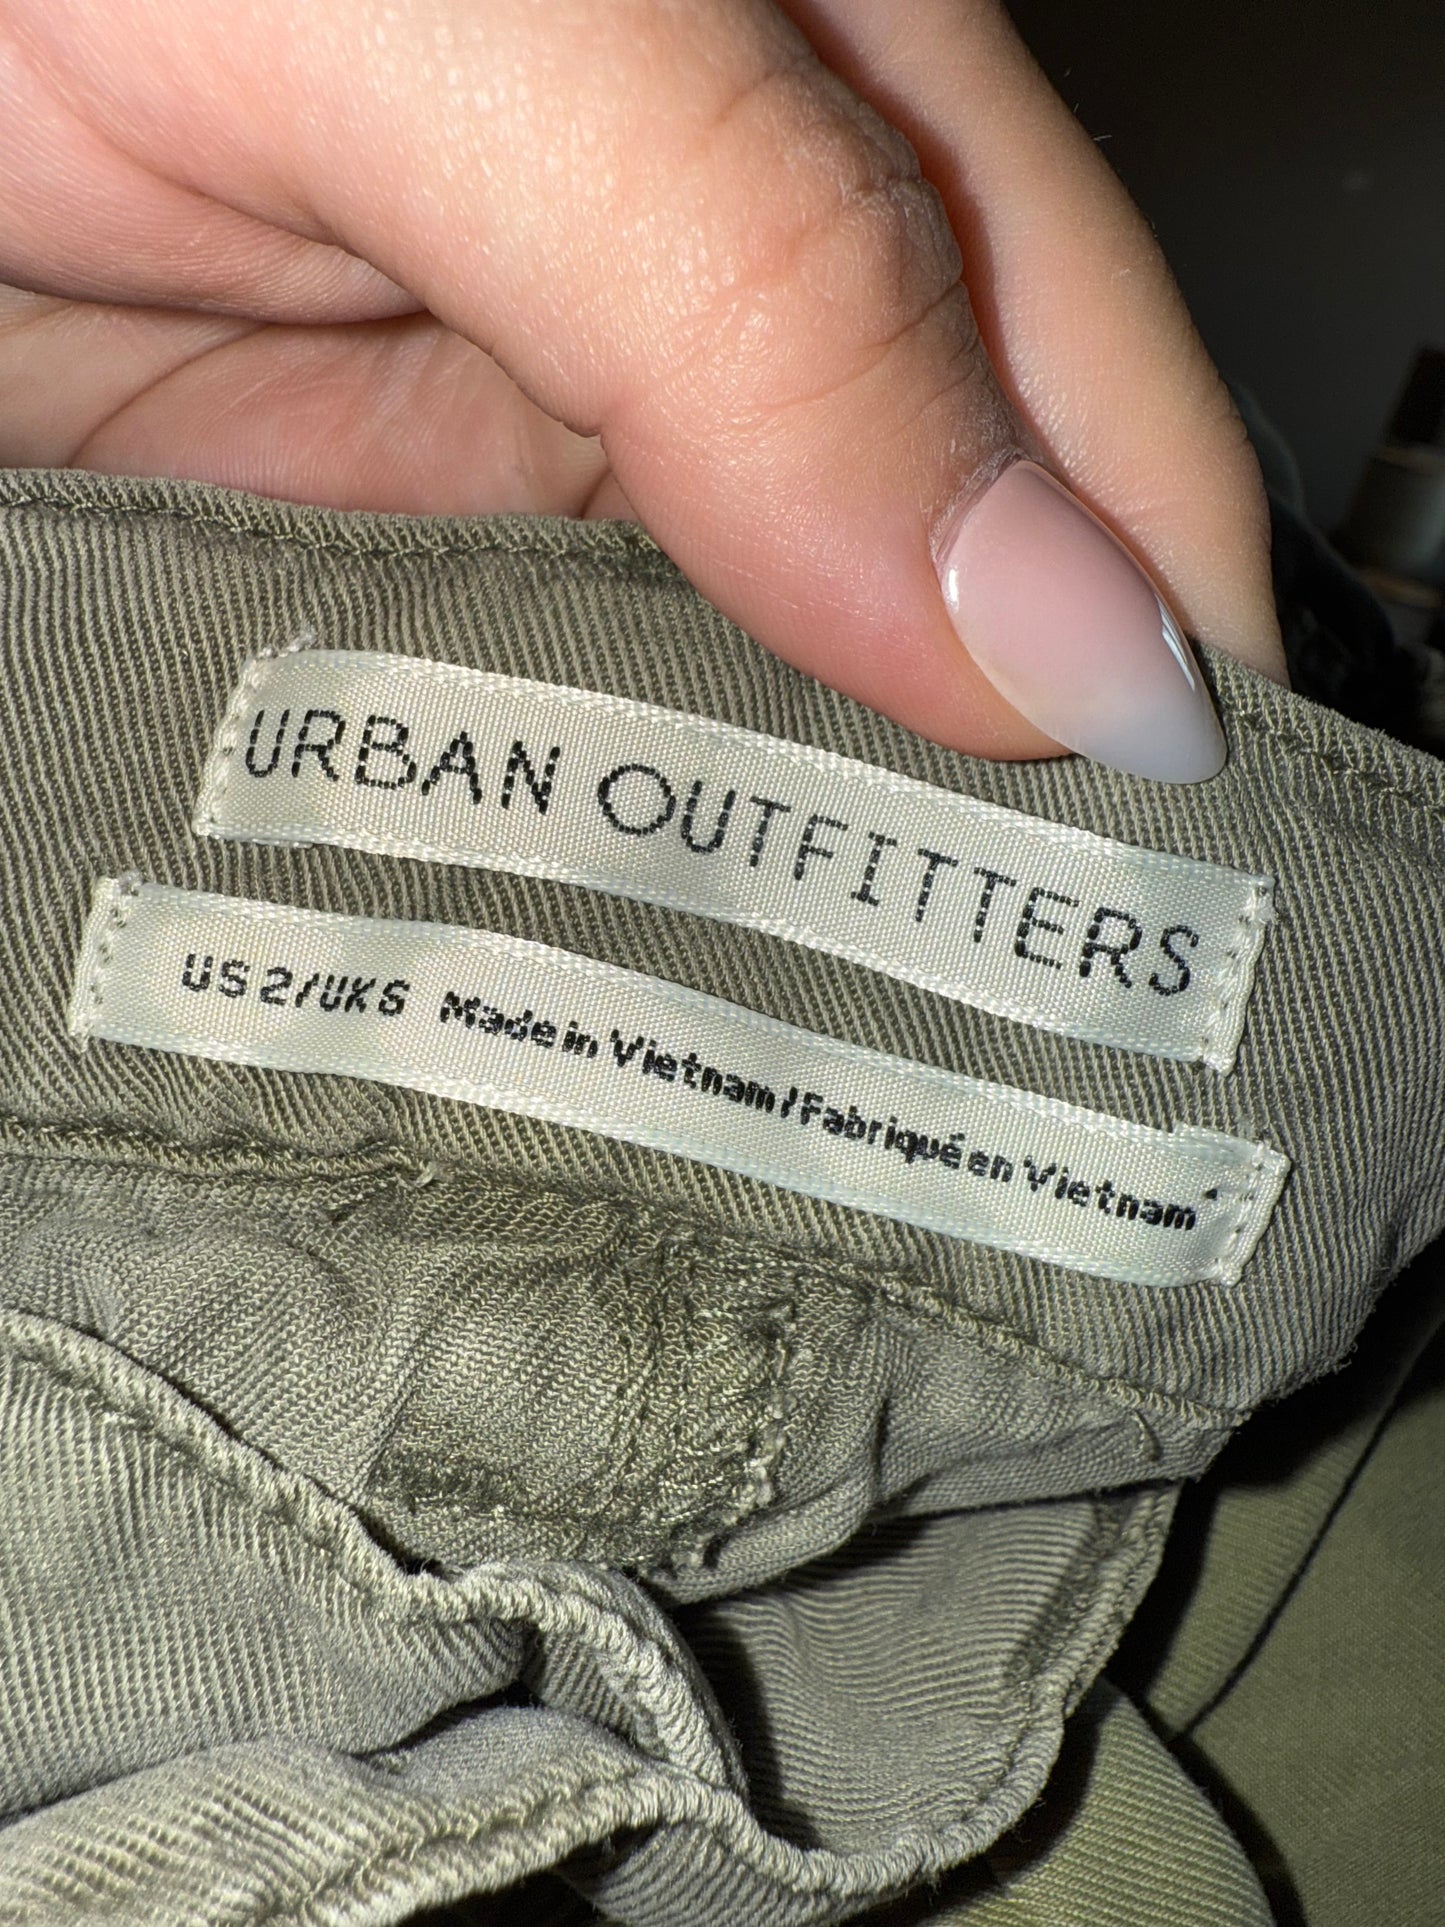 URBAN OUTFITTERS
US 2/UK 6 Made in Vietnam/Fabriqué en Vietnam